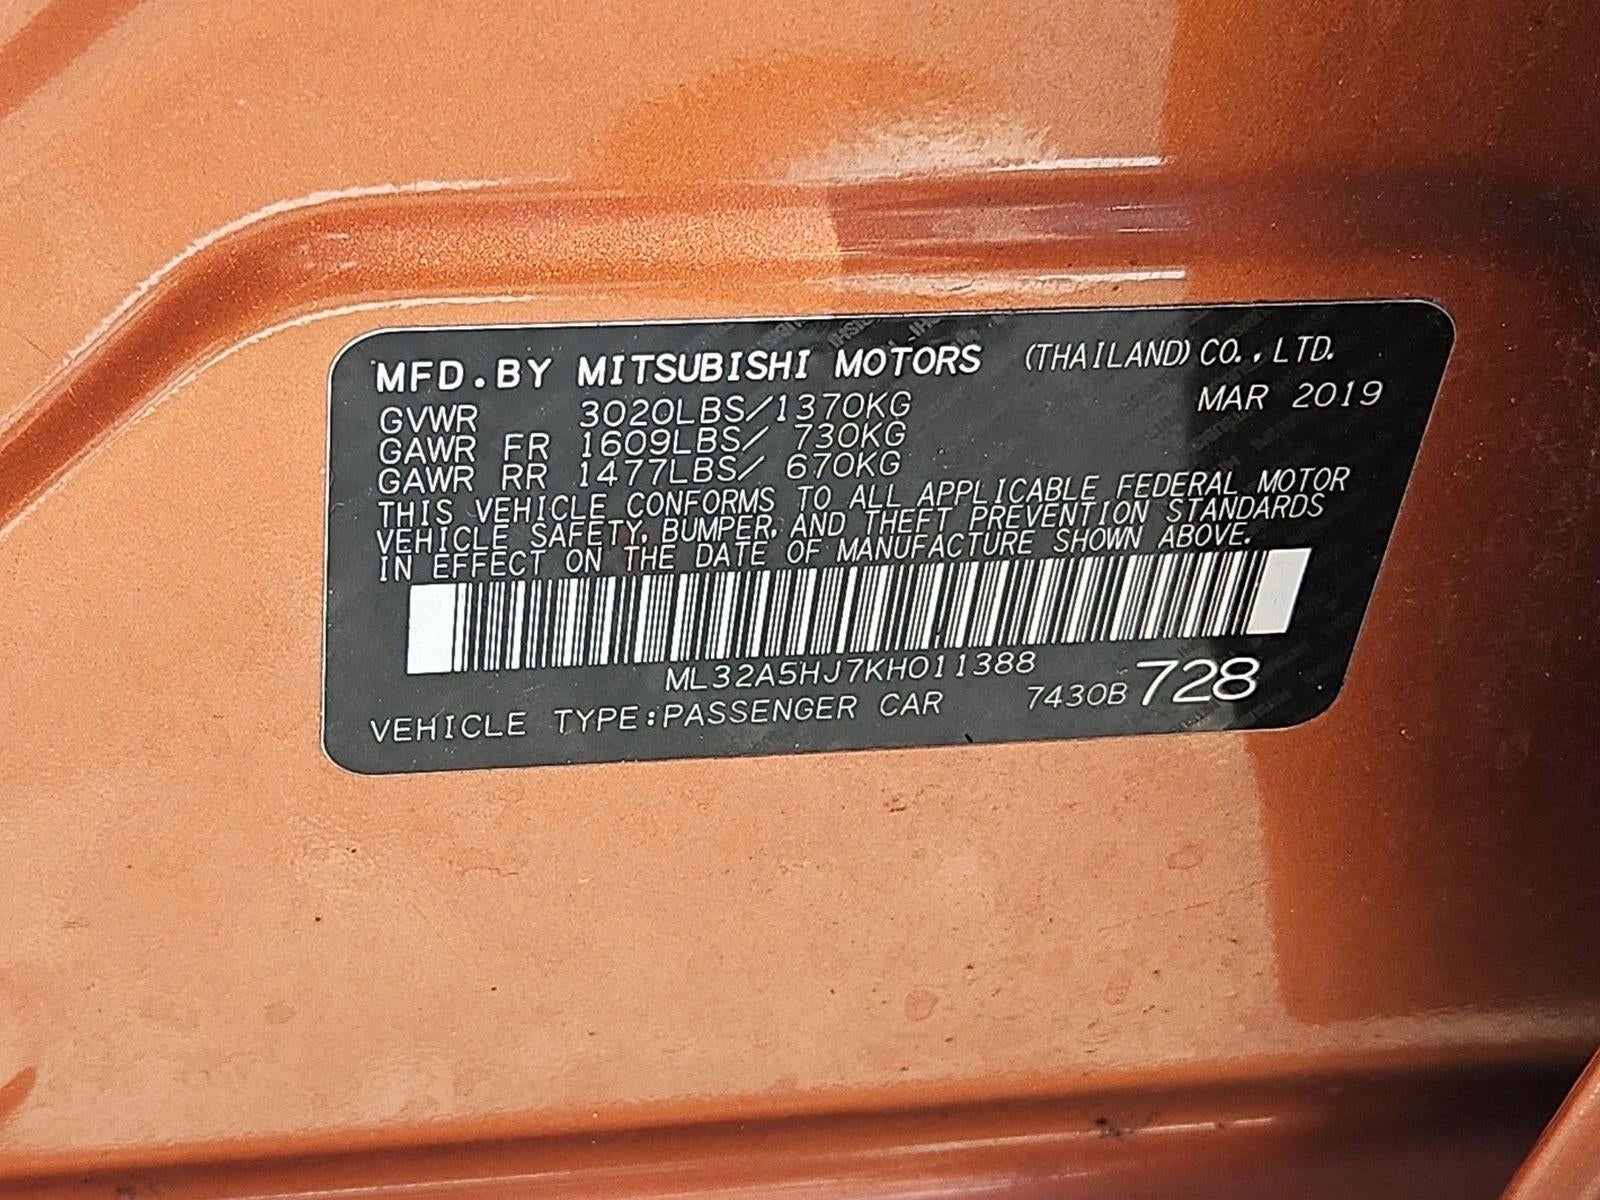 MFD.BY MITSUBISHI MOTORS (THAILAND) CO., LTD.
GVWR 3020LBS/1370KG MAR 2019
GAWR FR 1609LBS/ 730KG
GAWR RR 1477LBS/ 670KG
THIS VEHICLE CONFORMS TO ALL APPLICABLE FEDERAL MOTOR
VEHICLE SAFETY, BUMPER, AND THEFT PREVENTION STANDARDS
IN EFFECT ON THE DATE OF MANUFACTURE SHOWN ABOVE.
ML32A5HJ7KH011388
VEHICLE TYPE:PASSENGER CAR 7430B 728